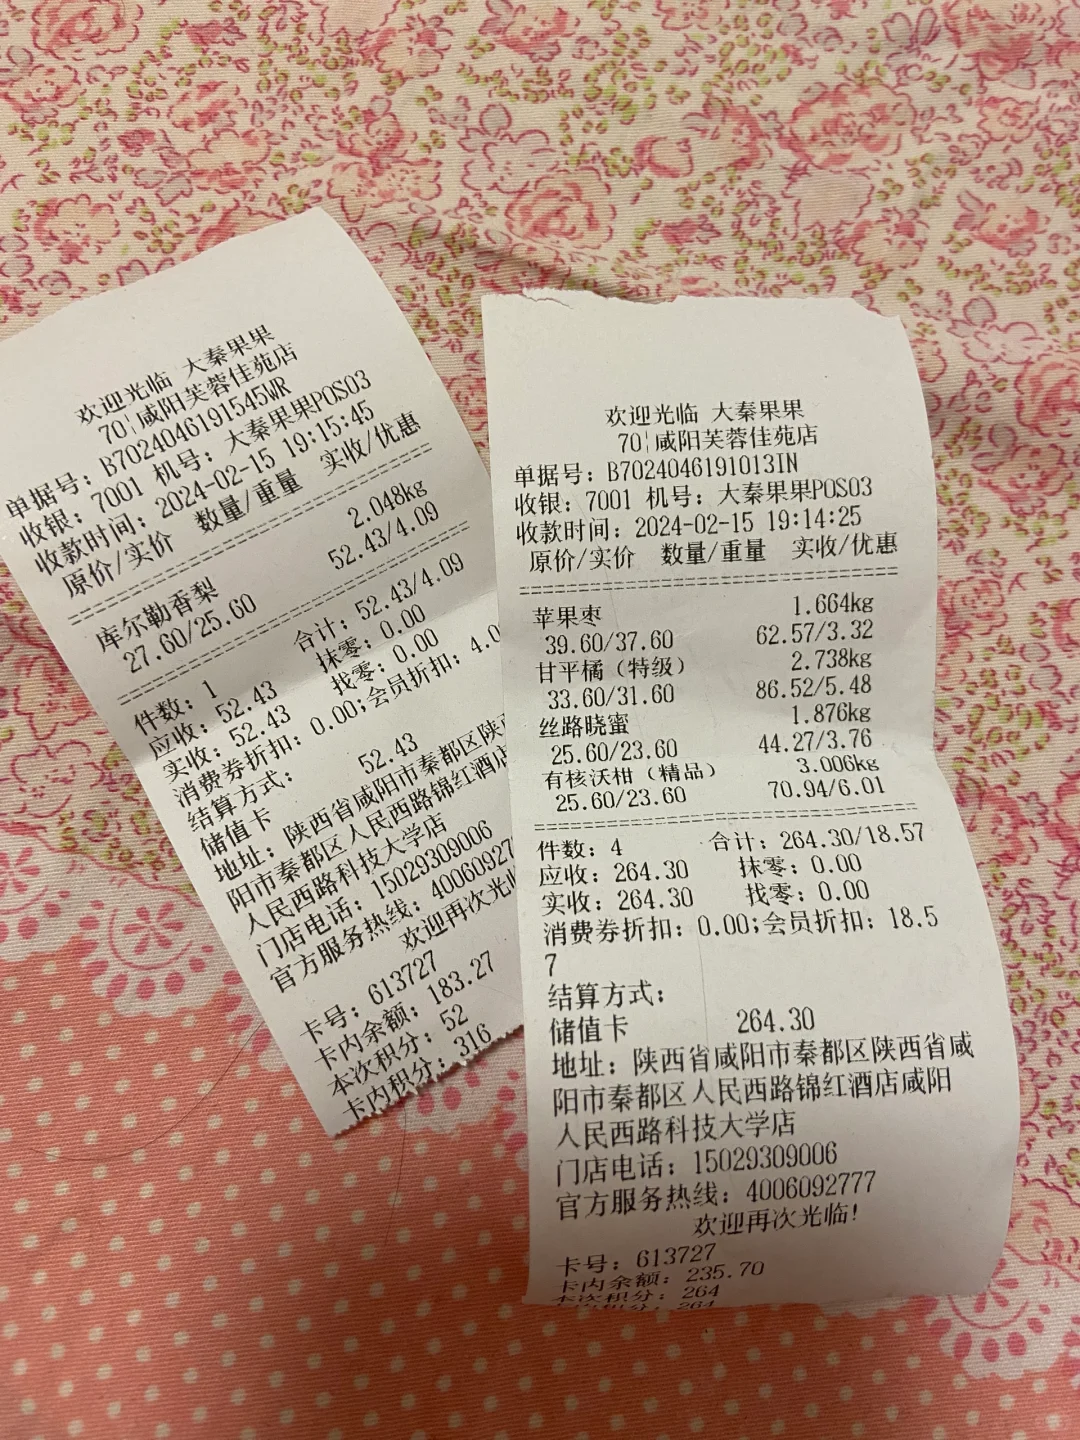 欢迎光临 大秦果果
70¦咸阳芙蓉佳苑店
单据号: B7024046191545WR
收银: 7001 机号: 大秦果果POS03
收款时间: 2024-02-15 19:15:45
原价/实价 数量/重量 实收/优惠
库尔勒香梨 2.048kg
27.60/25.60 52.43/4.09
件数: 1 合计: 52.43/4.09
应收: 52.43 抹零: 0.00
实收: 52.43 找零: 0.00
消费券折扣: 0.00;会员折扣: 4.0
结算方式:
储值卡 52.43
地址: 陕西省咸阳市秦都区陕
阳市秦都区人民西路锦红酒店
人民西路科技大学店
门店电话: 15029309006
官方服务热线: 40060927
欢迎再次光
卡号: 613727
卡内余额: 183.27
本次积分: 52
卡内积分: 316
欢迎光临 大秦果果
70¦咸阳芙蓉佳苑店
单据号: B7024046191013IN
收银: 7001 机号: 大秦果果POS03
收款时间: 2024-02-15 19:14:25
原价/实价 数量/重量 实收/优惠
苹果枣 1.664kg
39.60/37.60 62.57/3.32
甘平橘（特级） 2.738kg
33.60/31.60 86.52/5.48
丝路晓蜜 1.876kg
25.60/23.60 44.27/3.76
有核沃柑（精品） 3.006kg
25.60/23.60 70.94/6.01
件数: 4 合计: 264.30/18.57
应收: 264.30 抹零: 0.00
实收: 264.30 找零: 0.00
消费券折扣: 0.00;会员折扣: 18.5
7
结算方式:
储值卡 264.30
地址: 陕西省咸阳市秦都区陕西省咸
阳市秦都区人民西路锦红酒店咸阳
人民西路科技大学店
门店电话: 15029309006
官方服务热线: 4006092777
欢迎再次光临!
卡号: 613727
卡内余额: 235.70
本次积分: 264